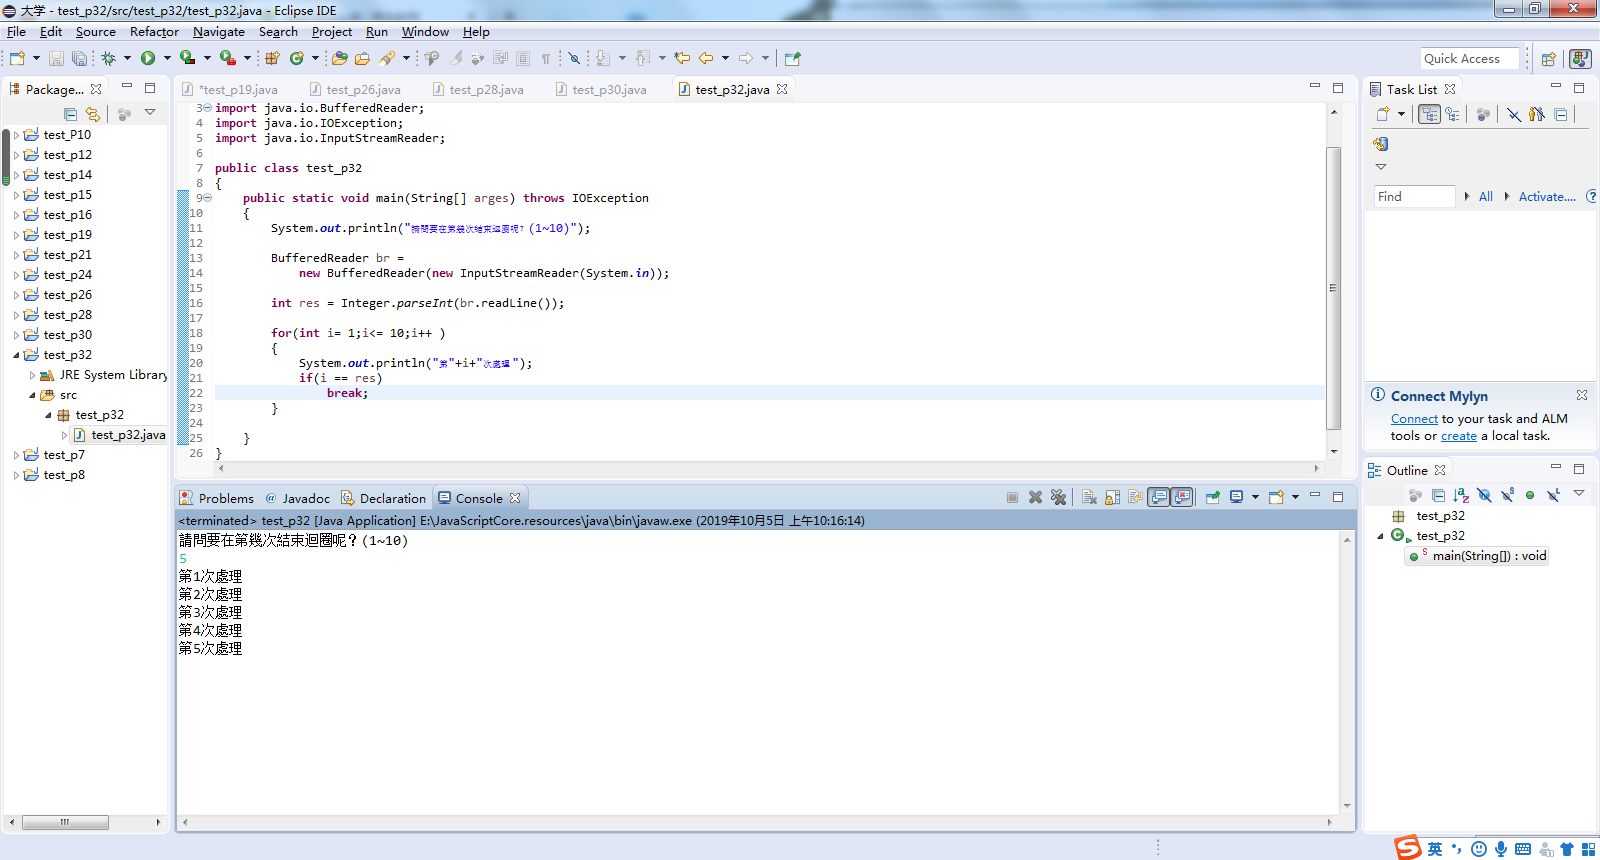 大学 - test_p32/src/test_p32/test_p32.java - Eclipse IDE
File Edit Source Refactor Navigate Search Project Run Window Help
Quick Access
Package...
test_P10
test_p12
test_p14
test_p15
test_p16
test_p19
test_p21
test_p24
test_p26
test_p28
test_p30
test_p32
JRE System Library
src
test_p32
test_p32.java
test_p7
test_p8
*test_p19.java test_p26.java test_p28.java test_p30.java test_p32.java
3 import java.io.BufferedReader;
4 import java.io.IOException;
5 import java.io.InputStreamReader;
6
7 public class test_p32
8 {
9 public static void main(String[] arges) throws IOException
10 {
11 System.out.println("請問要在第幾次結束迴圈呢？(1~10)");
12
13 BufferedReader br =
14 new BufferedReader(new InputStreamReader(System.in));
15
16 int res = Integer.parseInt(br.readLine());
17
18 for(int i= 1;i<= 10;i++ )
19 {
20 System.out.println("第"+i+"次處理");
21 if(i == res)
22 break;
23 }
24
25 }
26 }
Problems @ Javadoc Declaration Console
<terminated> test_p32 [Java Application] E:\JavaScriptCore.resources\java\bin\javaw.exe (2019年10月5日 上午10:16:14)
請問要在第幾次結束迴圈呢？(1~10)
5
第1次處理
第2次處理
第3次處理
第4次處理
第5次處理
Task List
Find All Activate....
Connect Mylyn
Connect to your task and ALM
tools or create a local task.
Outline
test_p32
test_p32
main(String[]) : void
英